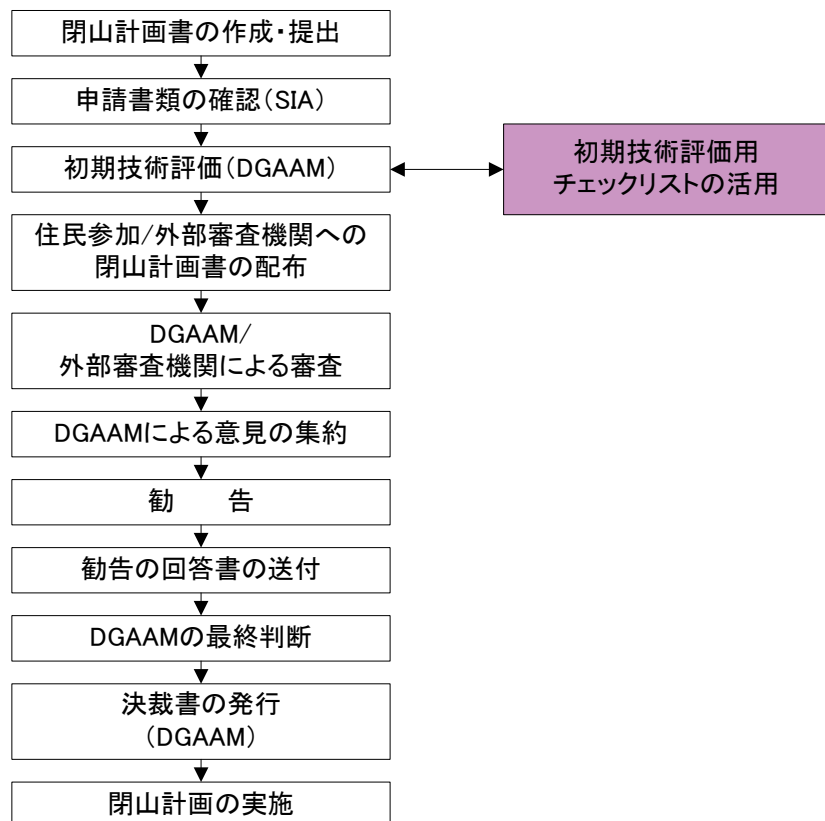 閉山計画書の作成・提出
申請書類の確認(SIA)
初期技術評価(DGAAM)
初期技術評価用
チェックリストの活用
住民参加/外部審査機関への
閉山計画書の配布
DGAAM/
外部審査機関による審査
DGAAMによる意見の集約
勧　　告
勧告の回答書の送付
DGAAMの最終判断
決裁書の発行
(DGAAM)
閉山計画の実施